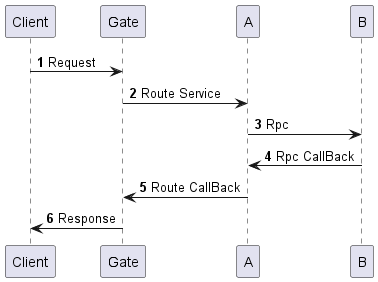 Client Gate A B
1 Request
2 Route Service
3 Rpc
4 Rpc CallBack
5 Route CallBack
6 Response
Client Gate A B